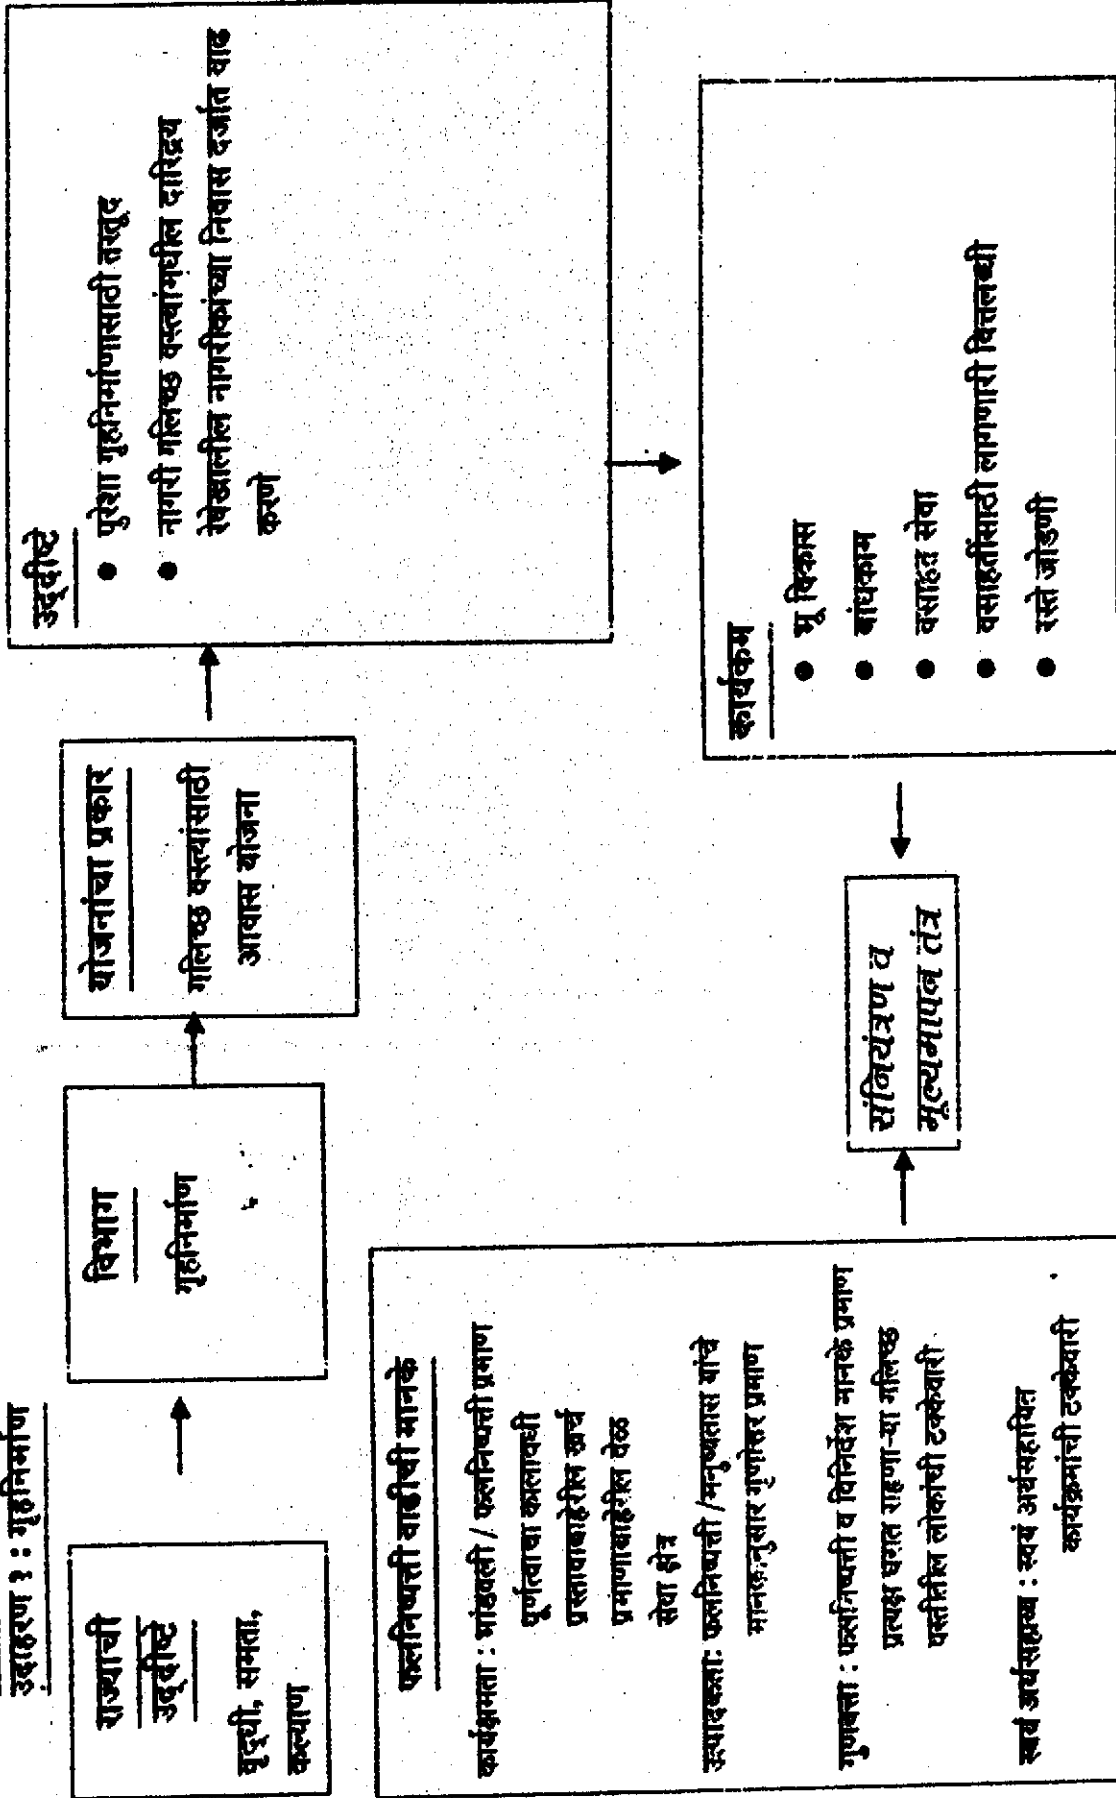 उदाहरण ३ : गृहनिर्माण
राज्याची
उद्दीष्टे
वृद्धी, समता,
कल्याण
विभाग
गृहनिर्माण
योजनांचा प्रकार
गलिच्छ वस्त्यांसाठी
आवास योजना
उद्दीष्टे
● पुरेशा गृहनिर्माणासाठी तरतूद
● नागरी गलिच्छ वस्त्यामधील दारिद्रय
रेषेखालील नागरीकांच्या निवास दर्जात वाढ
करणे
कार्यक्रम
● भू विकास
● बांधकाम
● वसाहत सेवा
● वसाहतींसाठी लागणारी वित्तलब्धी
● रस्ते जोडणी
संनियंत्रण व
मूल्यमापन तंत्र
फलनिष्पत्ती वाढीची मानके
कार्यक्षमता : भांडवली / फलनिष्पत्ती प्रमाण
पूर्णत्वाचा कालावधी
प्रस्तावाबाहेरील खर्च
प्रमाणाबाहेरील वेळ
सेवा क्षेत्र
उत्पादकता: फलनिष्पत्ती /मनुष्यतास यांचे
मानकानुसार गुणोत्तर प्रमाण
गुणवत्ता : फलनिष्पत्ती व विनिर्देश मानके प्रमाण
प्रत्यक्ष घरात राहणा-या गलिच्छ
वस्तीतील लोकांची टक्केवारी
स्वयं अर्थसहाय्य : स्वयं अर्थसहायित
कार्यक्रमांची टक्केवारी